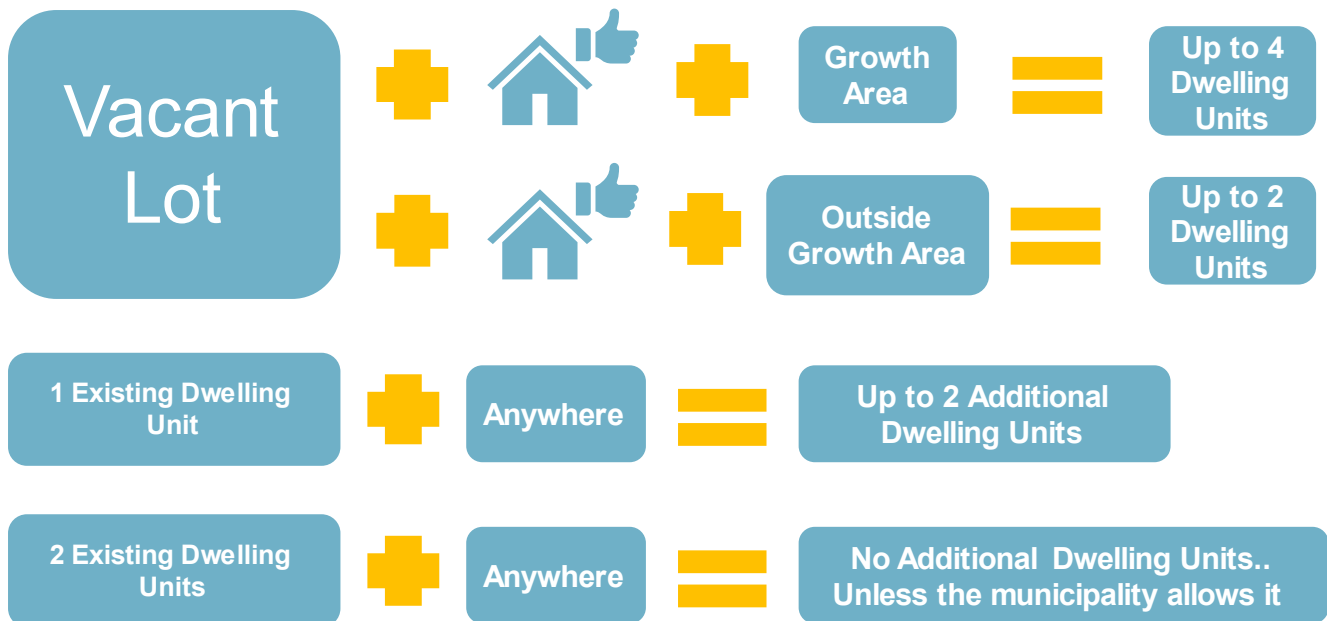 Vacant
Lot
Growth
Area
Up to 4
Dwelling
Units
Outside
Growth Area
Up to 2
Dwelling
Units
1 Existing Dwelling
Unit
Anywhere
Up to 2 Additional
Dwelling Units
2 Existing Dwelling
Units
Anywhere
No Additional Dwelling Units..
Unless the municipality allows it